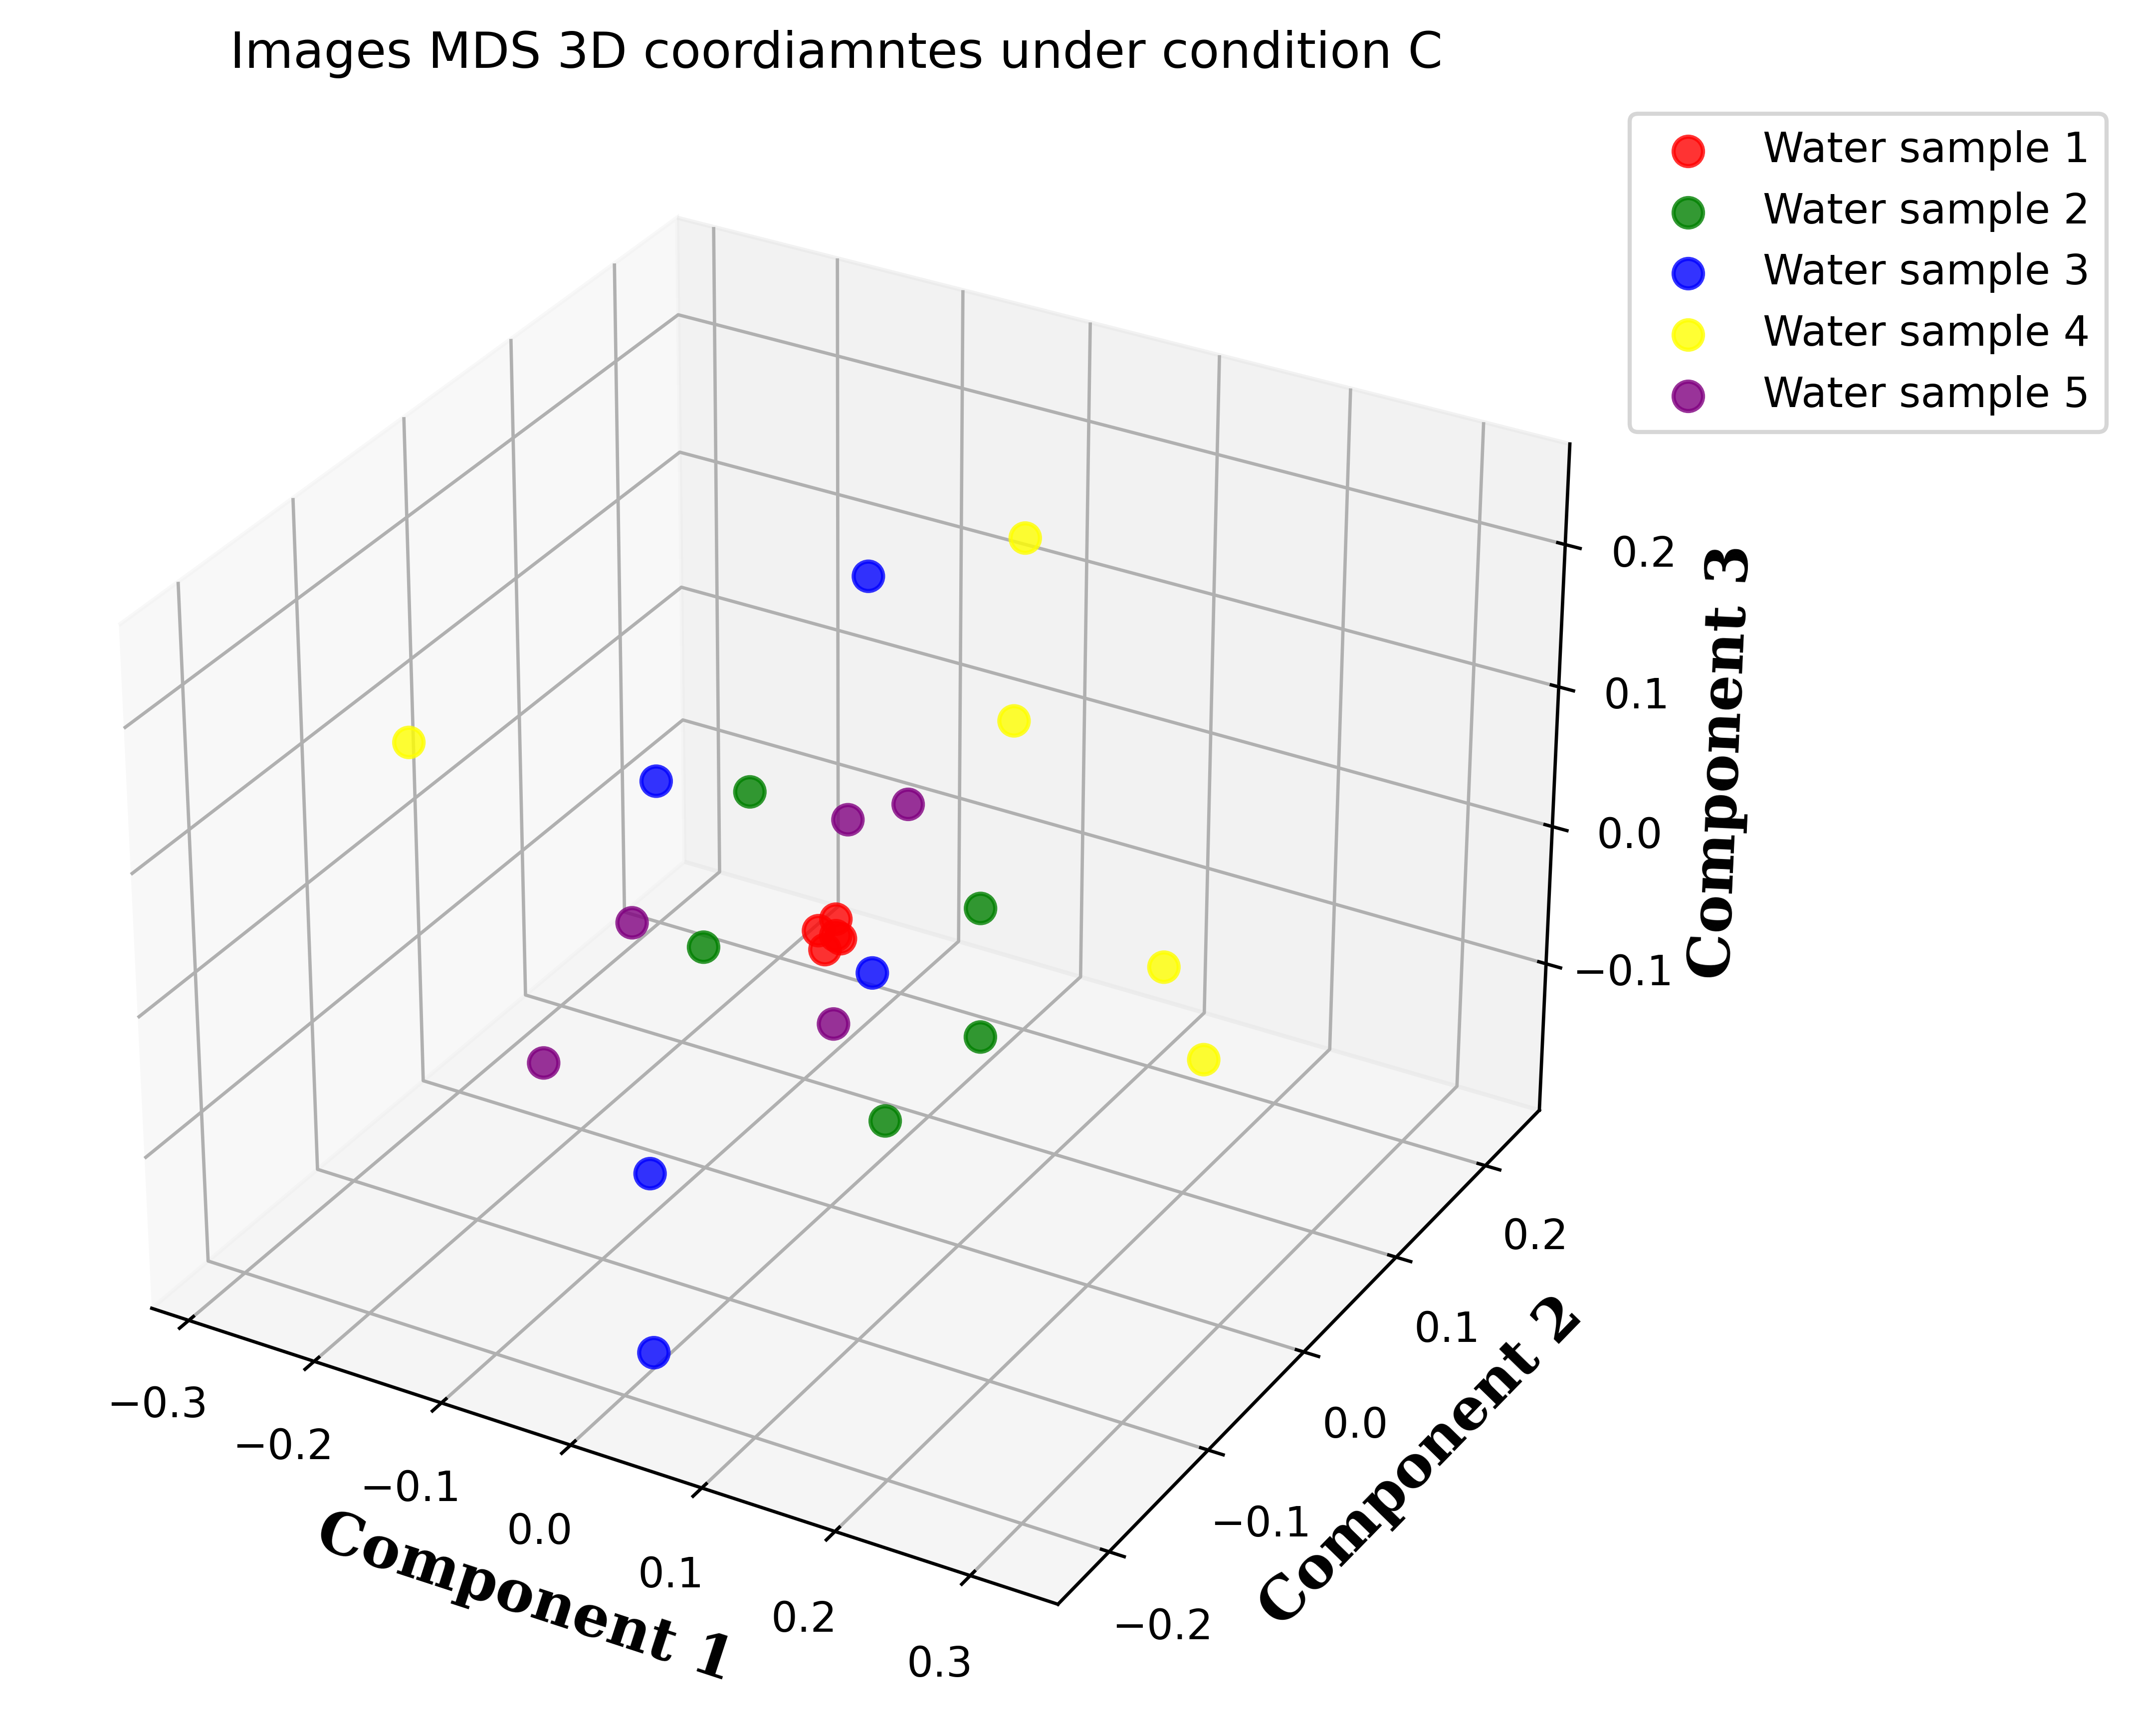 Images MDS 3D coordiamntes under condition C
Water sample 1
Water sample 2
Water sample 3
Water sample 4
Water sample 5
0.2
0.1
0.0
−0.1
Component 3
0.2
0.1
0.0
−0.1
−0.2
Component 2
−0.3
−0.2
−0.1
0.0
0.1
0.2
0.3
Component 1